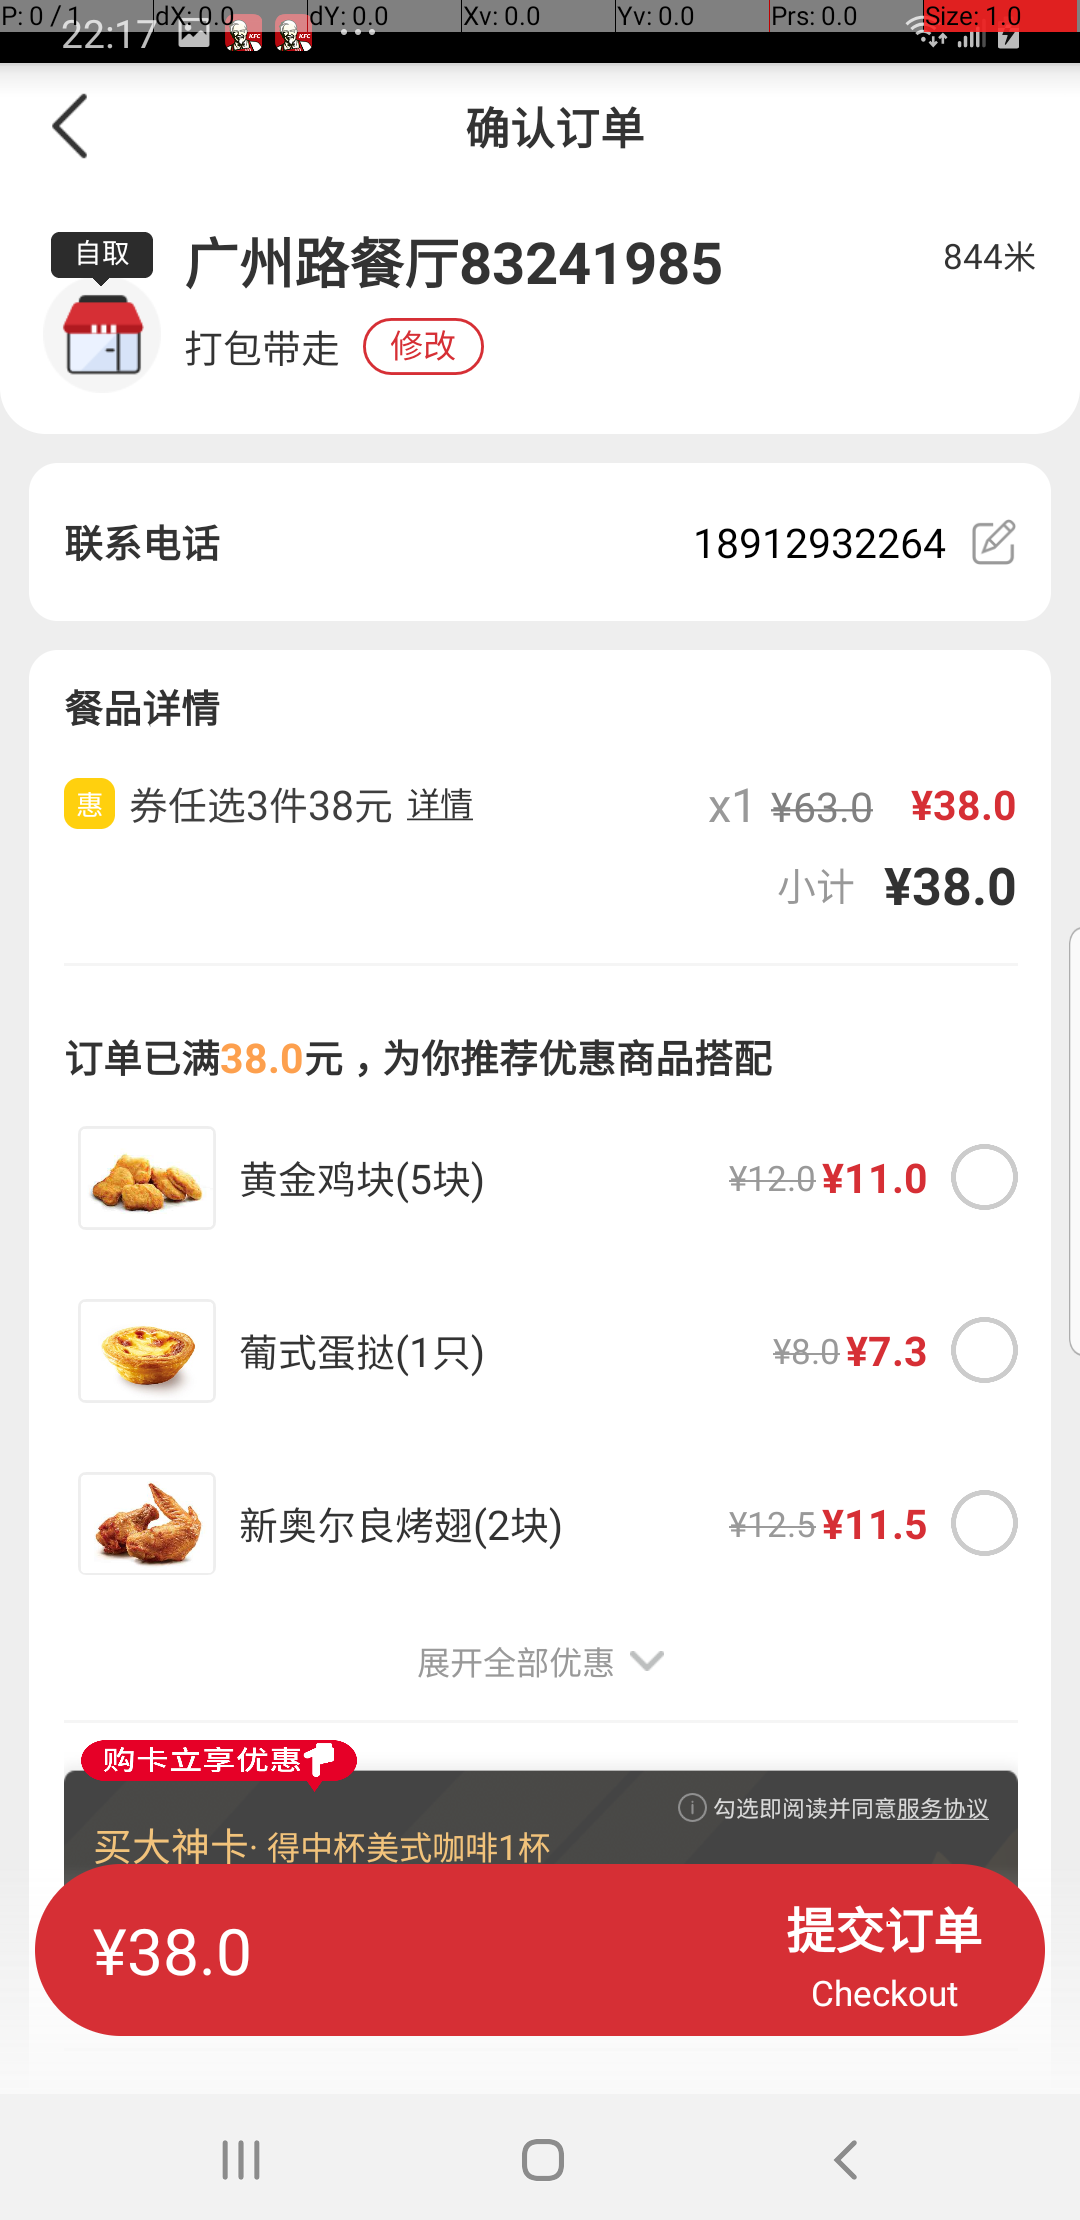 P: 0 / 1 dX: 0.0 dY: 0.0 Xv: 0.0 Yv: 0.0 Prs: 0.0 Size: 1.0
22:17
确认订单
自取
广州路餐厅83241985
844米
打包带走 修改
联系电话 18912932264
餐品详情
惠 券任选3件38元 详情 x1 ¥63.0 ¥38.0
小计 ¥38.0
订单已满38.0元，为你推荐优惠商品搭配
黄金鸡块(5块) ¥12.0 ¥11.0
葡式蛋挞(1只) ¥8.0 ¥7.3
新奥尔良烤翅(2块) ¥12.5 ¥11.5
展开全部优惠
购卡立享优惠
勾选即阅读并同意服务协议
买大神卡· 得中杯美式咖啡1杯
¥38.0 提交订单
Checkout